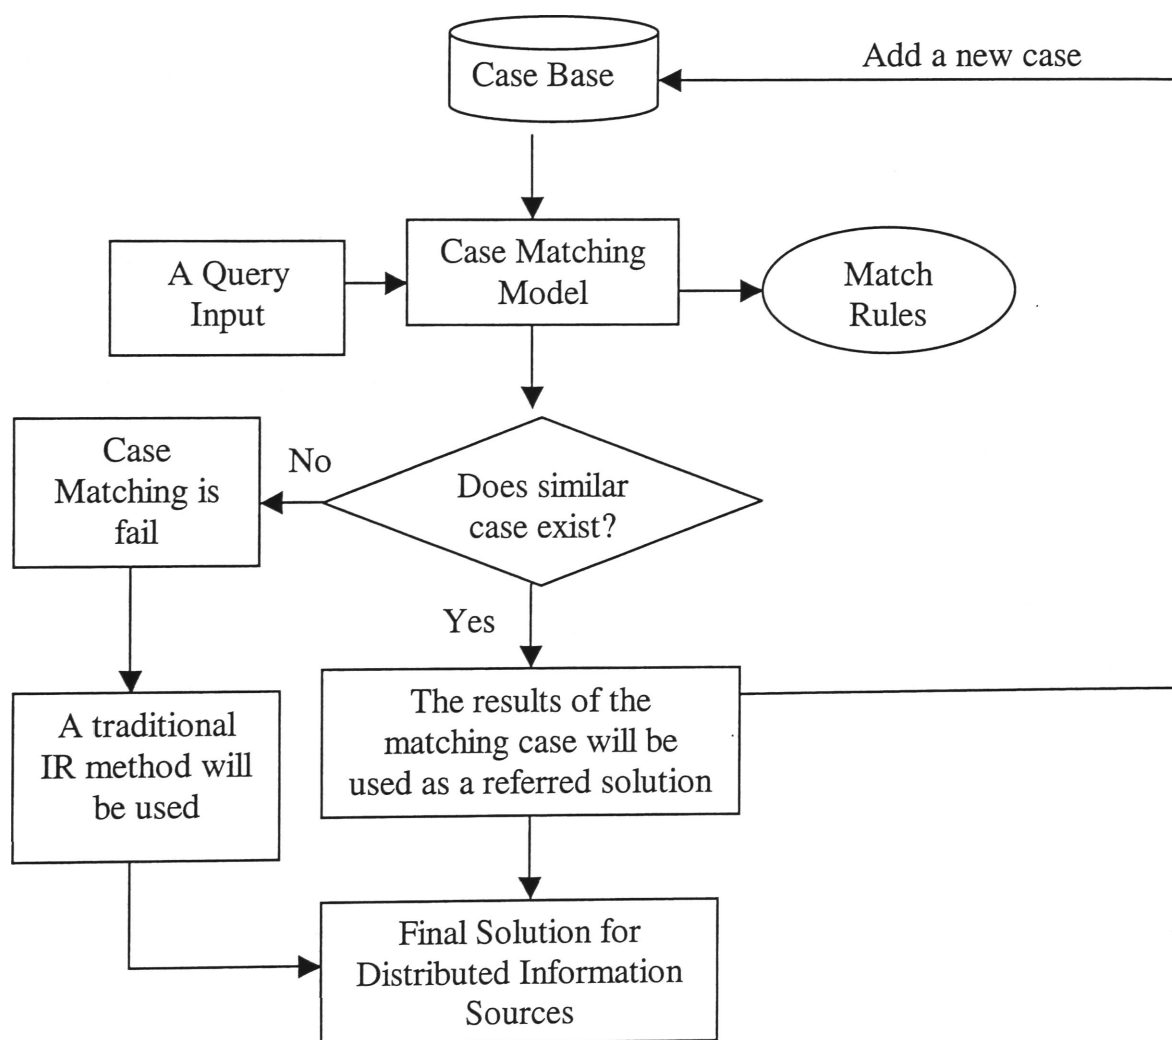 Case Base
Add a new case
A Query
Input
Case Matching
Model
Match
Rules
Case
Matching is
fail
No
Does similar
case exist?
Yes
A traditional
IR method will
be used
The results of the
matching case will be
used as a referred solution
Final Solution for
Distributed Information
Sources